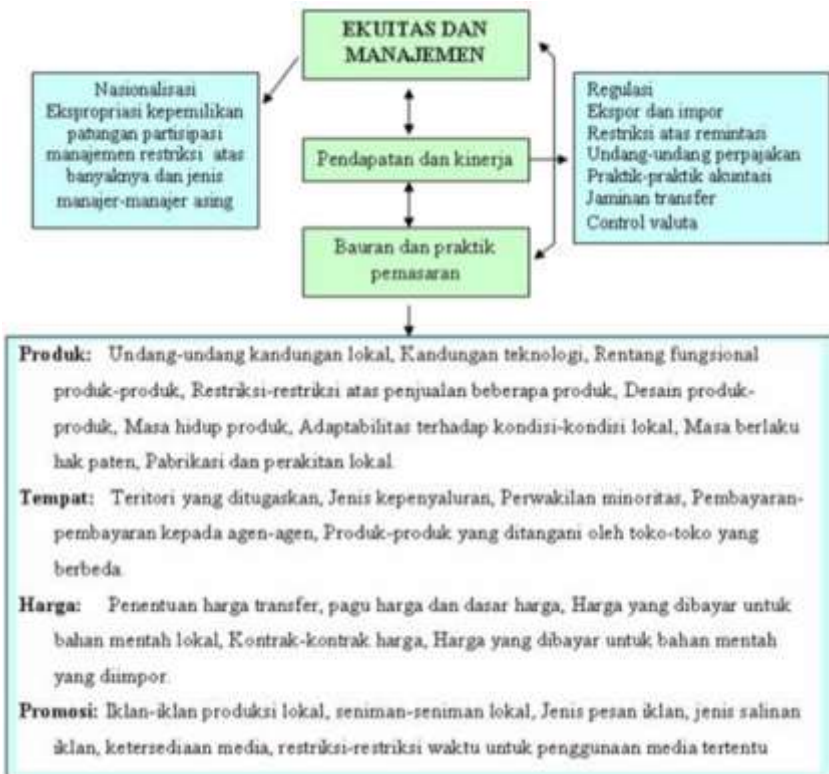 EKUITAS DAN
MANAJEMEN
Nasionalisasi
Ekspropriasi kepemilikan
patungan partisipasi
manajemen restriksi atas
banyaknya dan jenis
manajer-manajer asing
Pendapatan dan kinerja
Regulasi
Ekspor dan impor
Restriksi atas remintasi
Undang-undang perpajakan
Praktik-praktik akuntasi
Jaminan transfer
Control valuta
Bauran dan praktik
pemasaran
Produk: Undang-undang kandungan lokal, Kandungan teknologi, Rentang fungsional
produk-produk, Restriksi-restriksi atas penjualan beberapa produk, Desain produk-
produk, Masa hidup produk, Adaptabilitas terhadap kondisi-kondisi lokal, Masa berlaku
hak paten, Pabrikasi dan perakitan lokal.
Tempat: Teritori yang ditugaskan, Jenis kepenyaluran, Perwakilan minoritas, Pembayaran-
pembayaran kepada agen-agen, Produk-produk yang ditangani oleh toko-toko yang
berbeda.
Harga: Penentuan harga transfer, pagu harga dan dasar harga, Harga yang dibayar untuk
bahan mentah lokal, Kontrak-kontrak harga, Harga yang dibayar untuk bahan mentah
yang diimpor.
Promosi: Iklan-iklan produksi lokal, seniman-seniman lokal, Jenis pesan iklan, jenis salinan
iklan, ketersediaan media, restriksi-restriksi waktu untuk penggunaan media tertentu